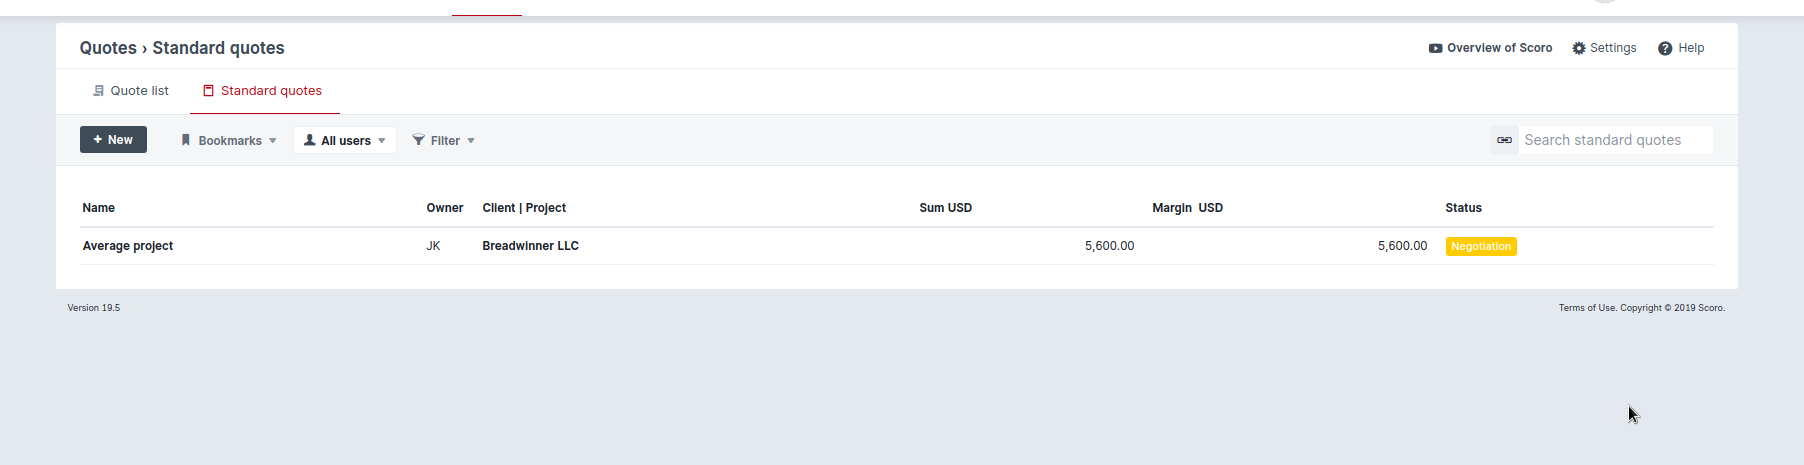 Quotes › Standard quotes
Overview of Scoro Settings Help
Quote list Standard quotes
+ New Bookmarks All users Filter Search standard quotes
Name Owner Client | Project Sum USD Margin USD Status
Average project JK Breadwinner LLC 5,600.00 5,600.00 Negotiation
Version 19.5 Terms of Use. Copyright © 2019 Scoro.